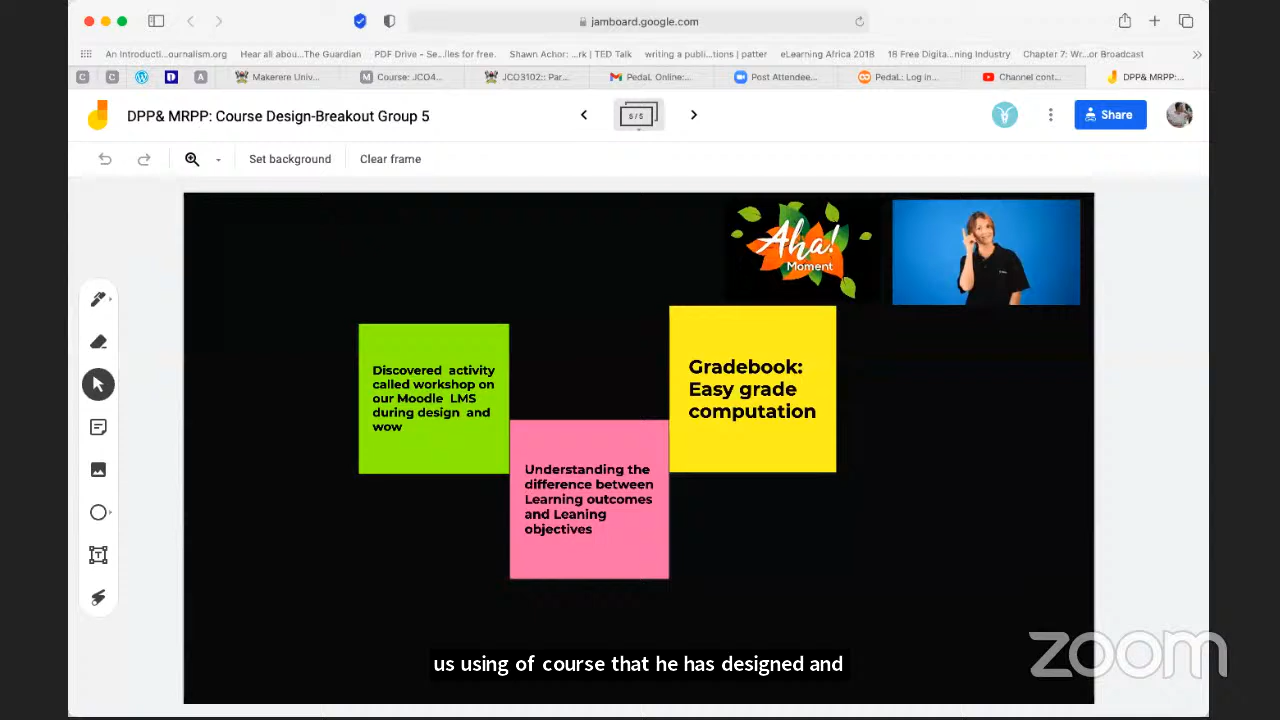 jamboard.google.com
An Introducti...ournalism.org
Hear all abou...The Guardian
PDF Drive - Se...lles for free.
Shawn Achor: ...rk | TED Talk
writing a publi...ations | patter
eLearning Africa 2018
18 Free Digita...ning Industry
Chapter 7: Wr...or Broadcast
Makerere Univ...
Course: JCO4...
JCO3102:: Par...
PedaL Online:...
Post Attendee...
PedaL: Log in...
Channel cont...
DPP& MRPP:...
DPP& MRPP: Course Design-Breakout Group 5
5 / 5
Share
Set background
Clear frame
Aha!
Moment
Discovered activity
called workshop on
our Moodle LMS
during design and
wow
Gradebook:
Easy grade
computation
Understanding the
difference between
Learning outcomes
and Leaning
objectives
us using of course that he has designed and
zoom